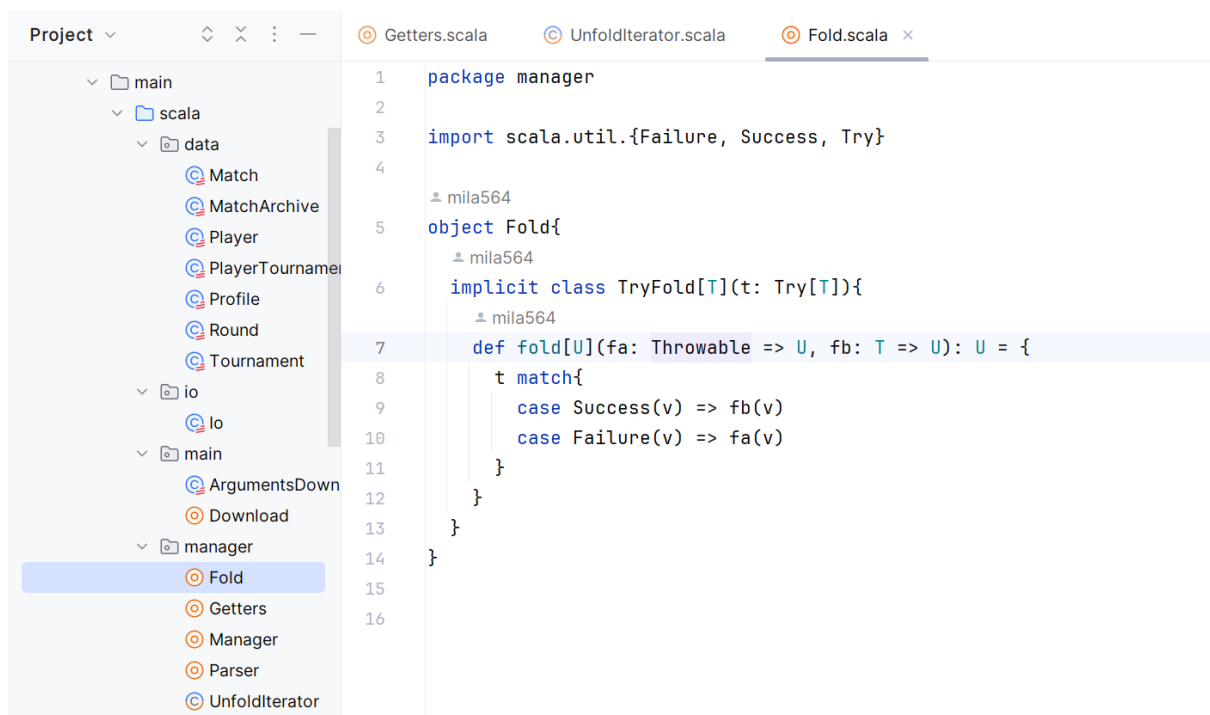 Project
main
scala
data
Match
MatchArchive
Player
PlayerTournamer
Profile
Round
Tournament
io
Io
main
ArgumentsDown
Download
manager
Fold
Getters
Manager
Parser
UnfoldIterator
Getters.scala UnfoldIterator.scala Fold.scala
1 package manager
2
3 import scala.util.{Failure, Success, Try}
4
mila564
5 object Fold{
mila564
6 implicit class TryFold[T](t: Try[T]){
mila564
7 def fold[U](fa: Throwable => U, fb: T => U): U = {
8 t match{
9 case Success(v) => fb(v)
10 case Failure(v) => fa(v)
11 }
12 }
13 }
14 }
15
16